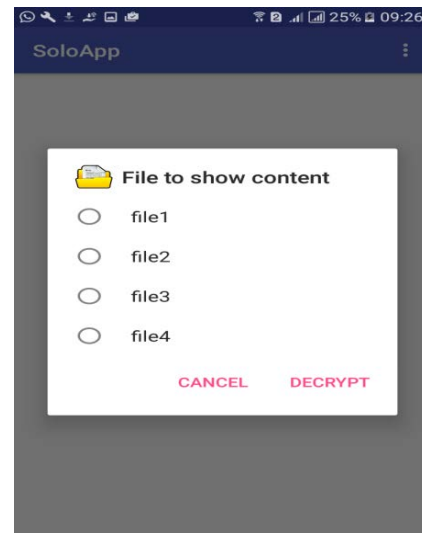 25% 09:26
SoloApp
File to show content
file1
file2
file3
file4
CANCEL DECRYPT